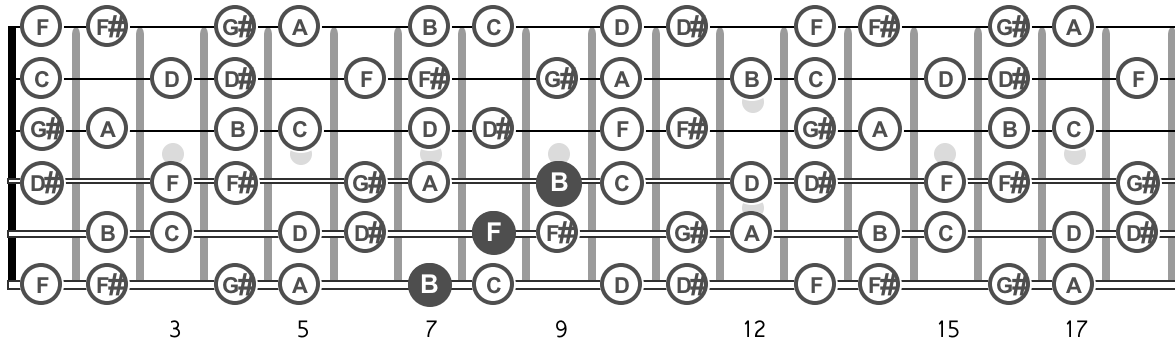 F F# G# A B C D D# F F# G# A
C D D# F F# G# A B C D D# F
G# A B C D D# F F# G# A B C
D# F F# G# A B C D D# F F# G#
B C D D# F F# G# A B C D D#
F F# G# A B C D D# F F# G# A
3 5 7 9 12 15 17